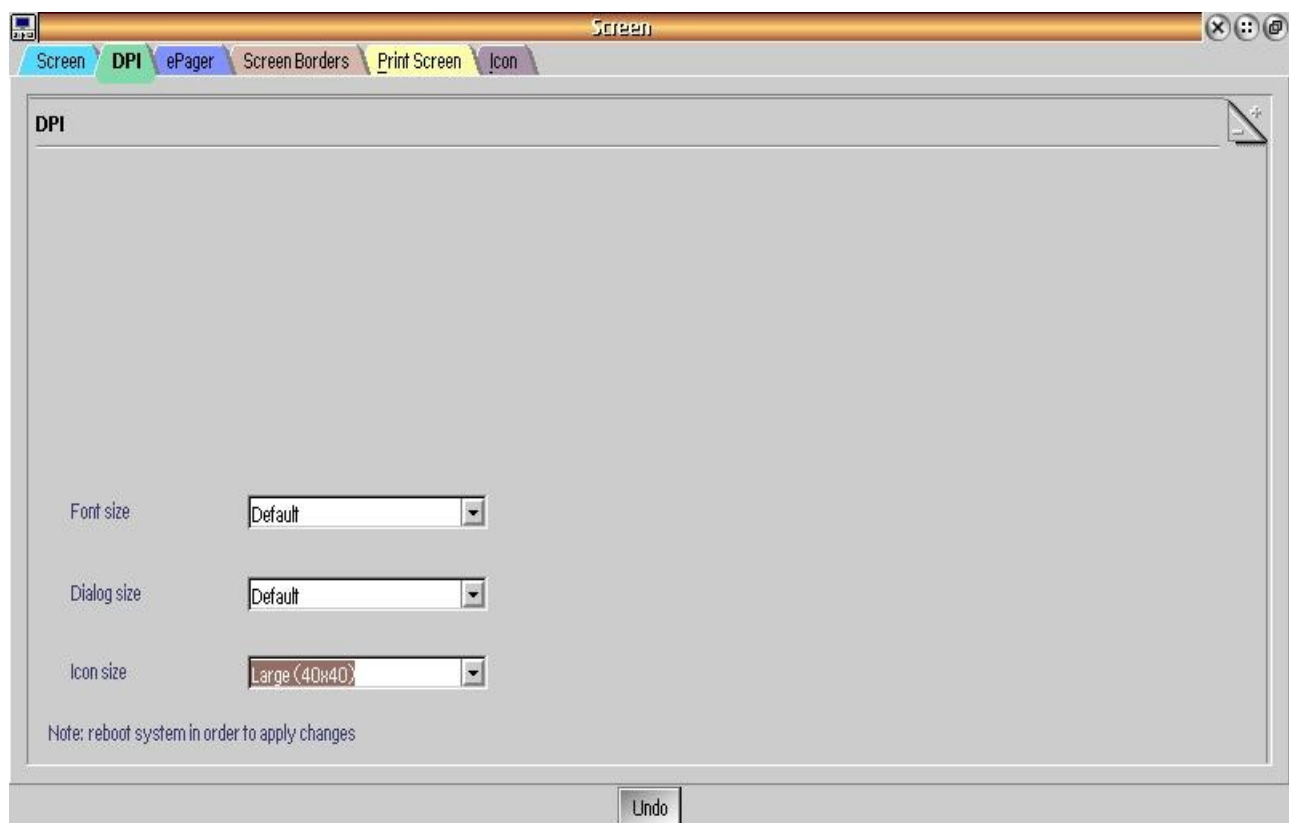 Screen
Screen DPI ePager Screen Borders Print Screen Icon
DPI
Font size Default
Dialog size Default
Icon size Large (40x40)
Note: reboot system in order to apply changes
Undo